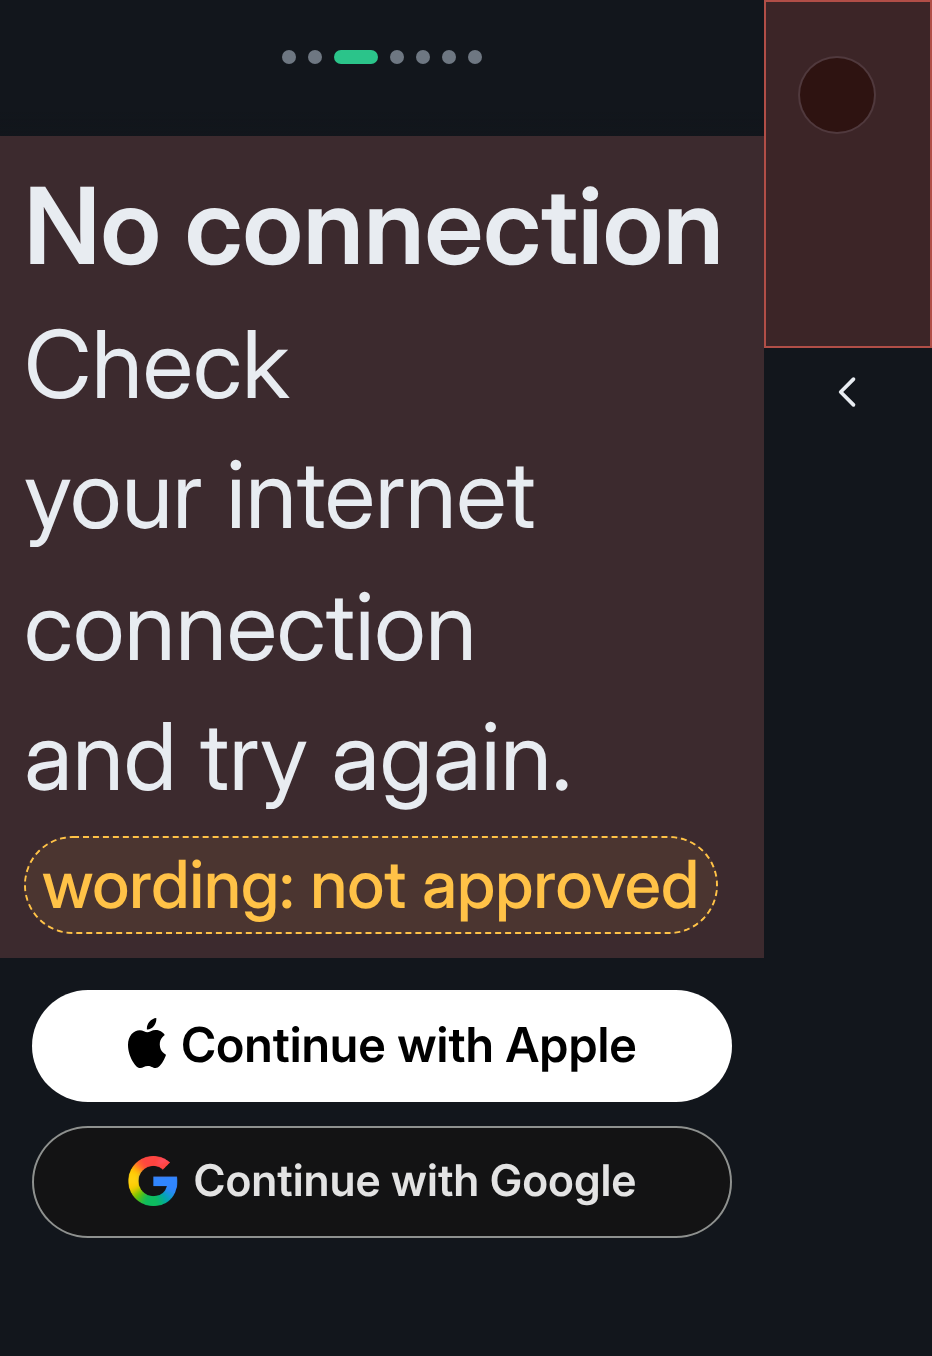 No connection
Check
your internet
connection
and try again.
wording: not approved
Continue with Apple
Continue with Google